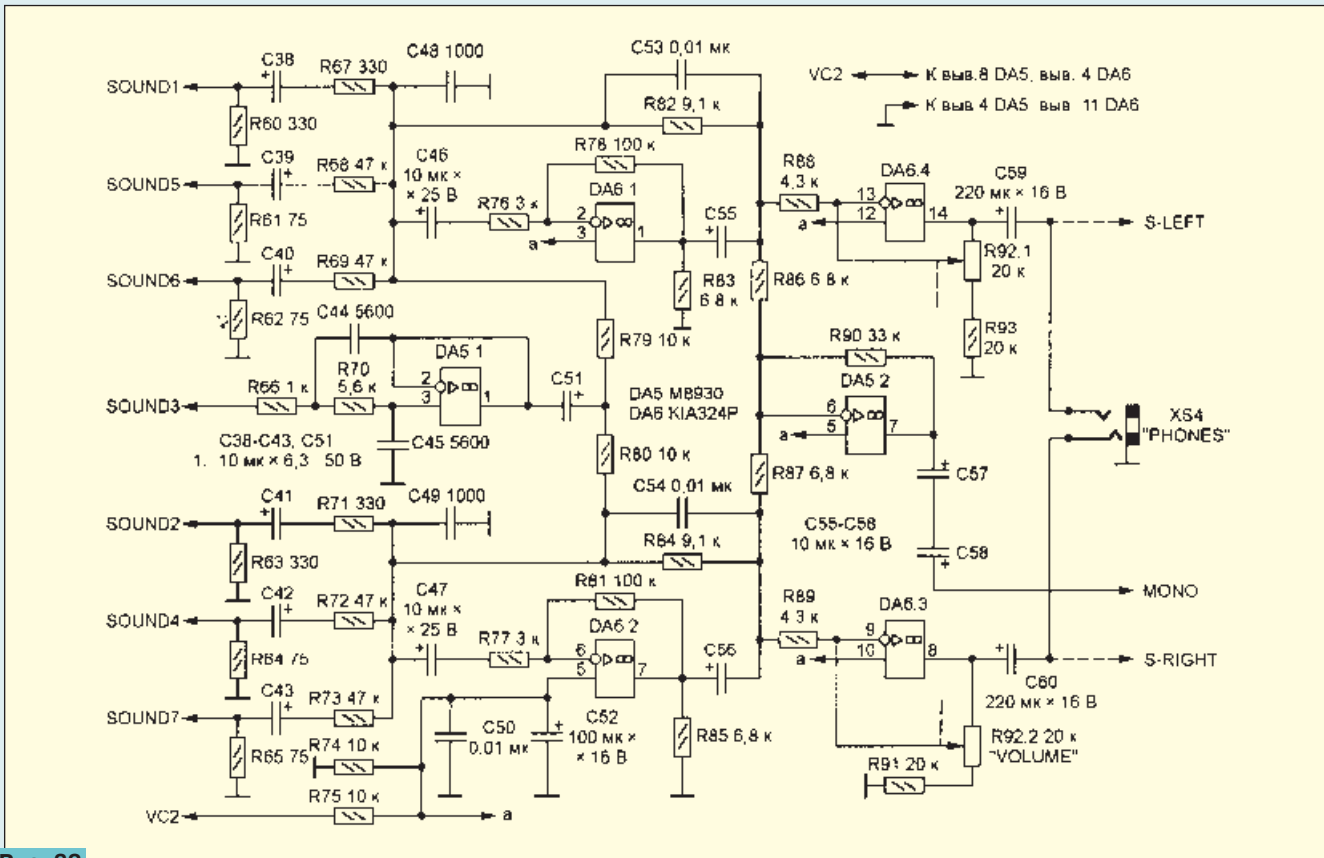 SOUND1
C38
+
R67 330
C48 1000
R60 330
C53 0,01 мк
R82 9,1 к
VC2
К выв.8 DA5, выв. 4 DA6
К выв 4 DA5 выв 11 DA6
SOUND5
C39
+
R68 47 к
R61 75
C46
10 мк ×
× 25 В
+
R76 3 к
R78 100 к
DA6 1
2
3
1
a
C55
+
R83
6 8 к
R88
4,3 к
DA6.4
13
12
14
a
C59
220 мк × 16 В
+
S-LEFT
R92.1
20 к
R93
20 к
SOUND6
C40
+
R69 47 к
R62 75
R86 6 8 к
C44 5600
R79 10 к
DA5 1
2
3
1
R70
5,6 к
R66 1 к
SOUND3
C51
+
C45 5600
C38-C43, C51
1. 10 мк × 6,3 50 В
DA5 M8930
DA6 KIA324P
R90 33 к
DA5 2
6
5
7
a
XS4
"PHONES"
R80 10 к
R87 6,8 к
C57
+
C58
+
C55-C58
10 мк × 16 В
MONO
C54 0,01 мк
R84 9,1 к
SOUND2
C41
+
R71 330
C49 1000
R63 330
SOUND4
C42
+
R72 47 к
R64 75
C47
10 мк ×
× 25 В
+
R77 3 к
R81 100 к
DA6 2
6
5
7
C56
+
R89
4 3 к
DA6.3
9
10
8
a
C60
220 мк × 16 В
+
S-RIGHT
SOUND7
C43
+
R73 47 к
R65 75
R74 10 к
R75 10 к
VC2
a
C50
0.01 мк
C52
100 мк ×
× 16 В
+
R85 6,8 к
R92.2 20 к
"VOLUME"
R91 20 к